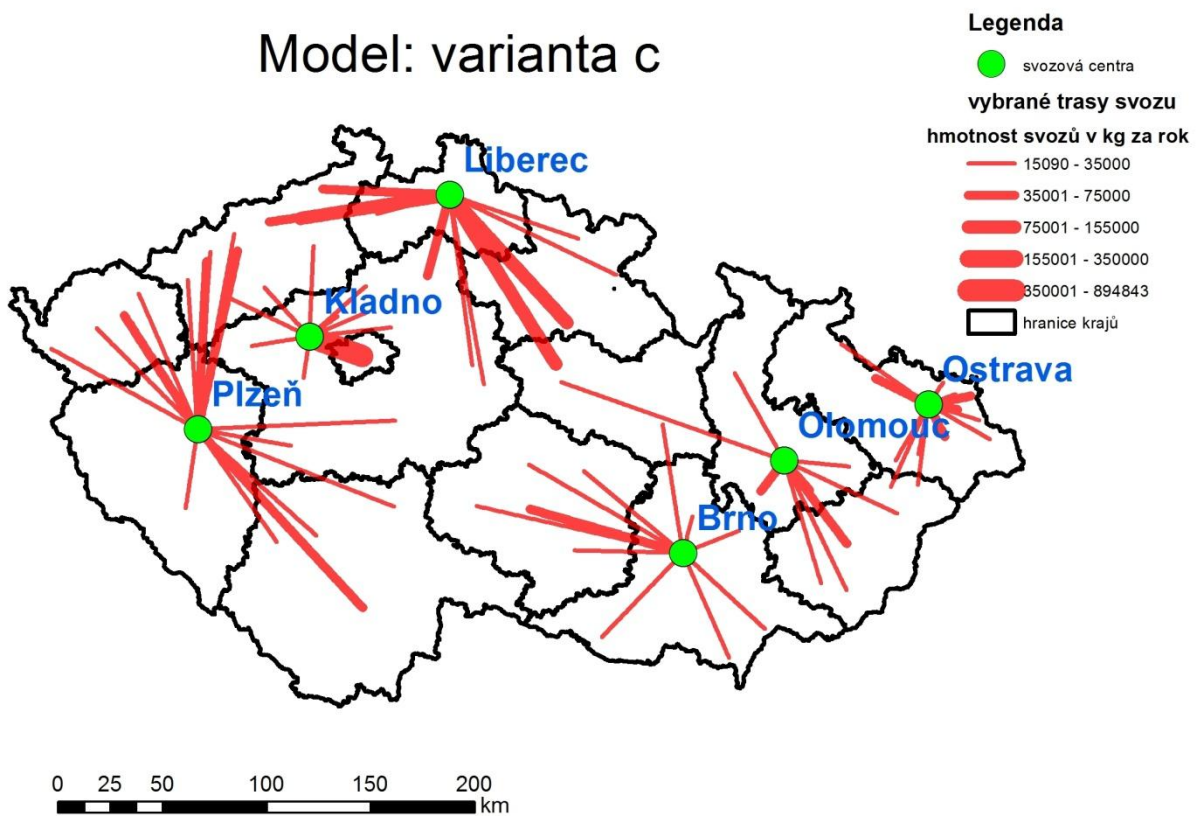 Model: varianta c
Legenda
svozová centra
vybrané trasy svozu
hmotnost svozů v kg za rok
15090 - 35000
35001 - 75000
75001 - 155000
155001 - 350000
350001 - 894843
hranice krajů
Liberec
Kladno
Plzeň
Ostrava
Olomouc
Brno
0 25 50 100 150 200
km